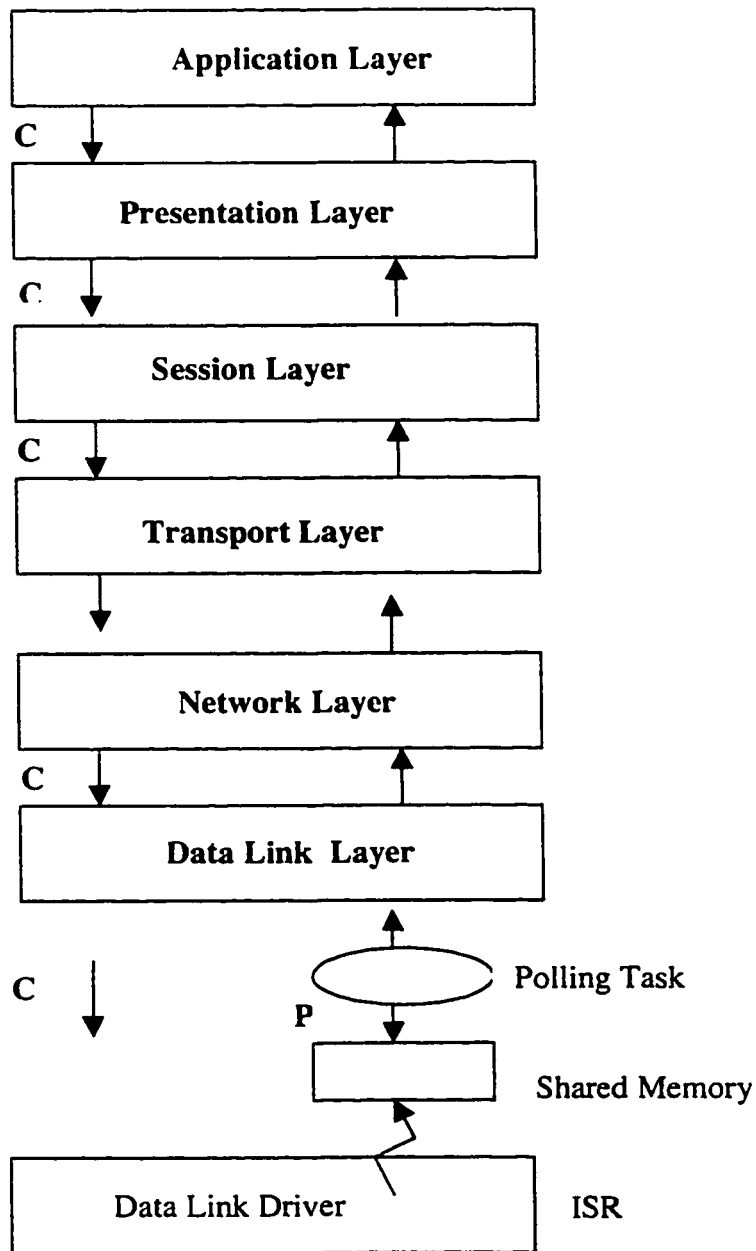 Application Layer
C
Presentation Layer
C
Session Layer
C
Transport Layer
Network Layer
C
Data Link Layer
C
Polling Task
P
Shared Memory
Data Link Driver
ISR